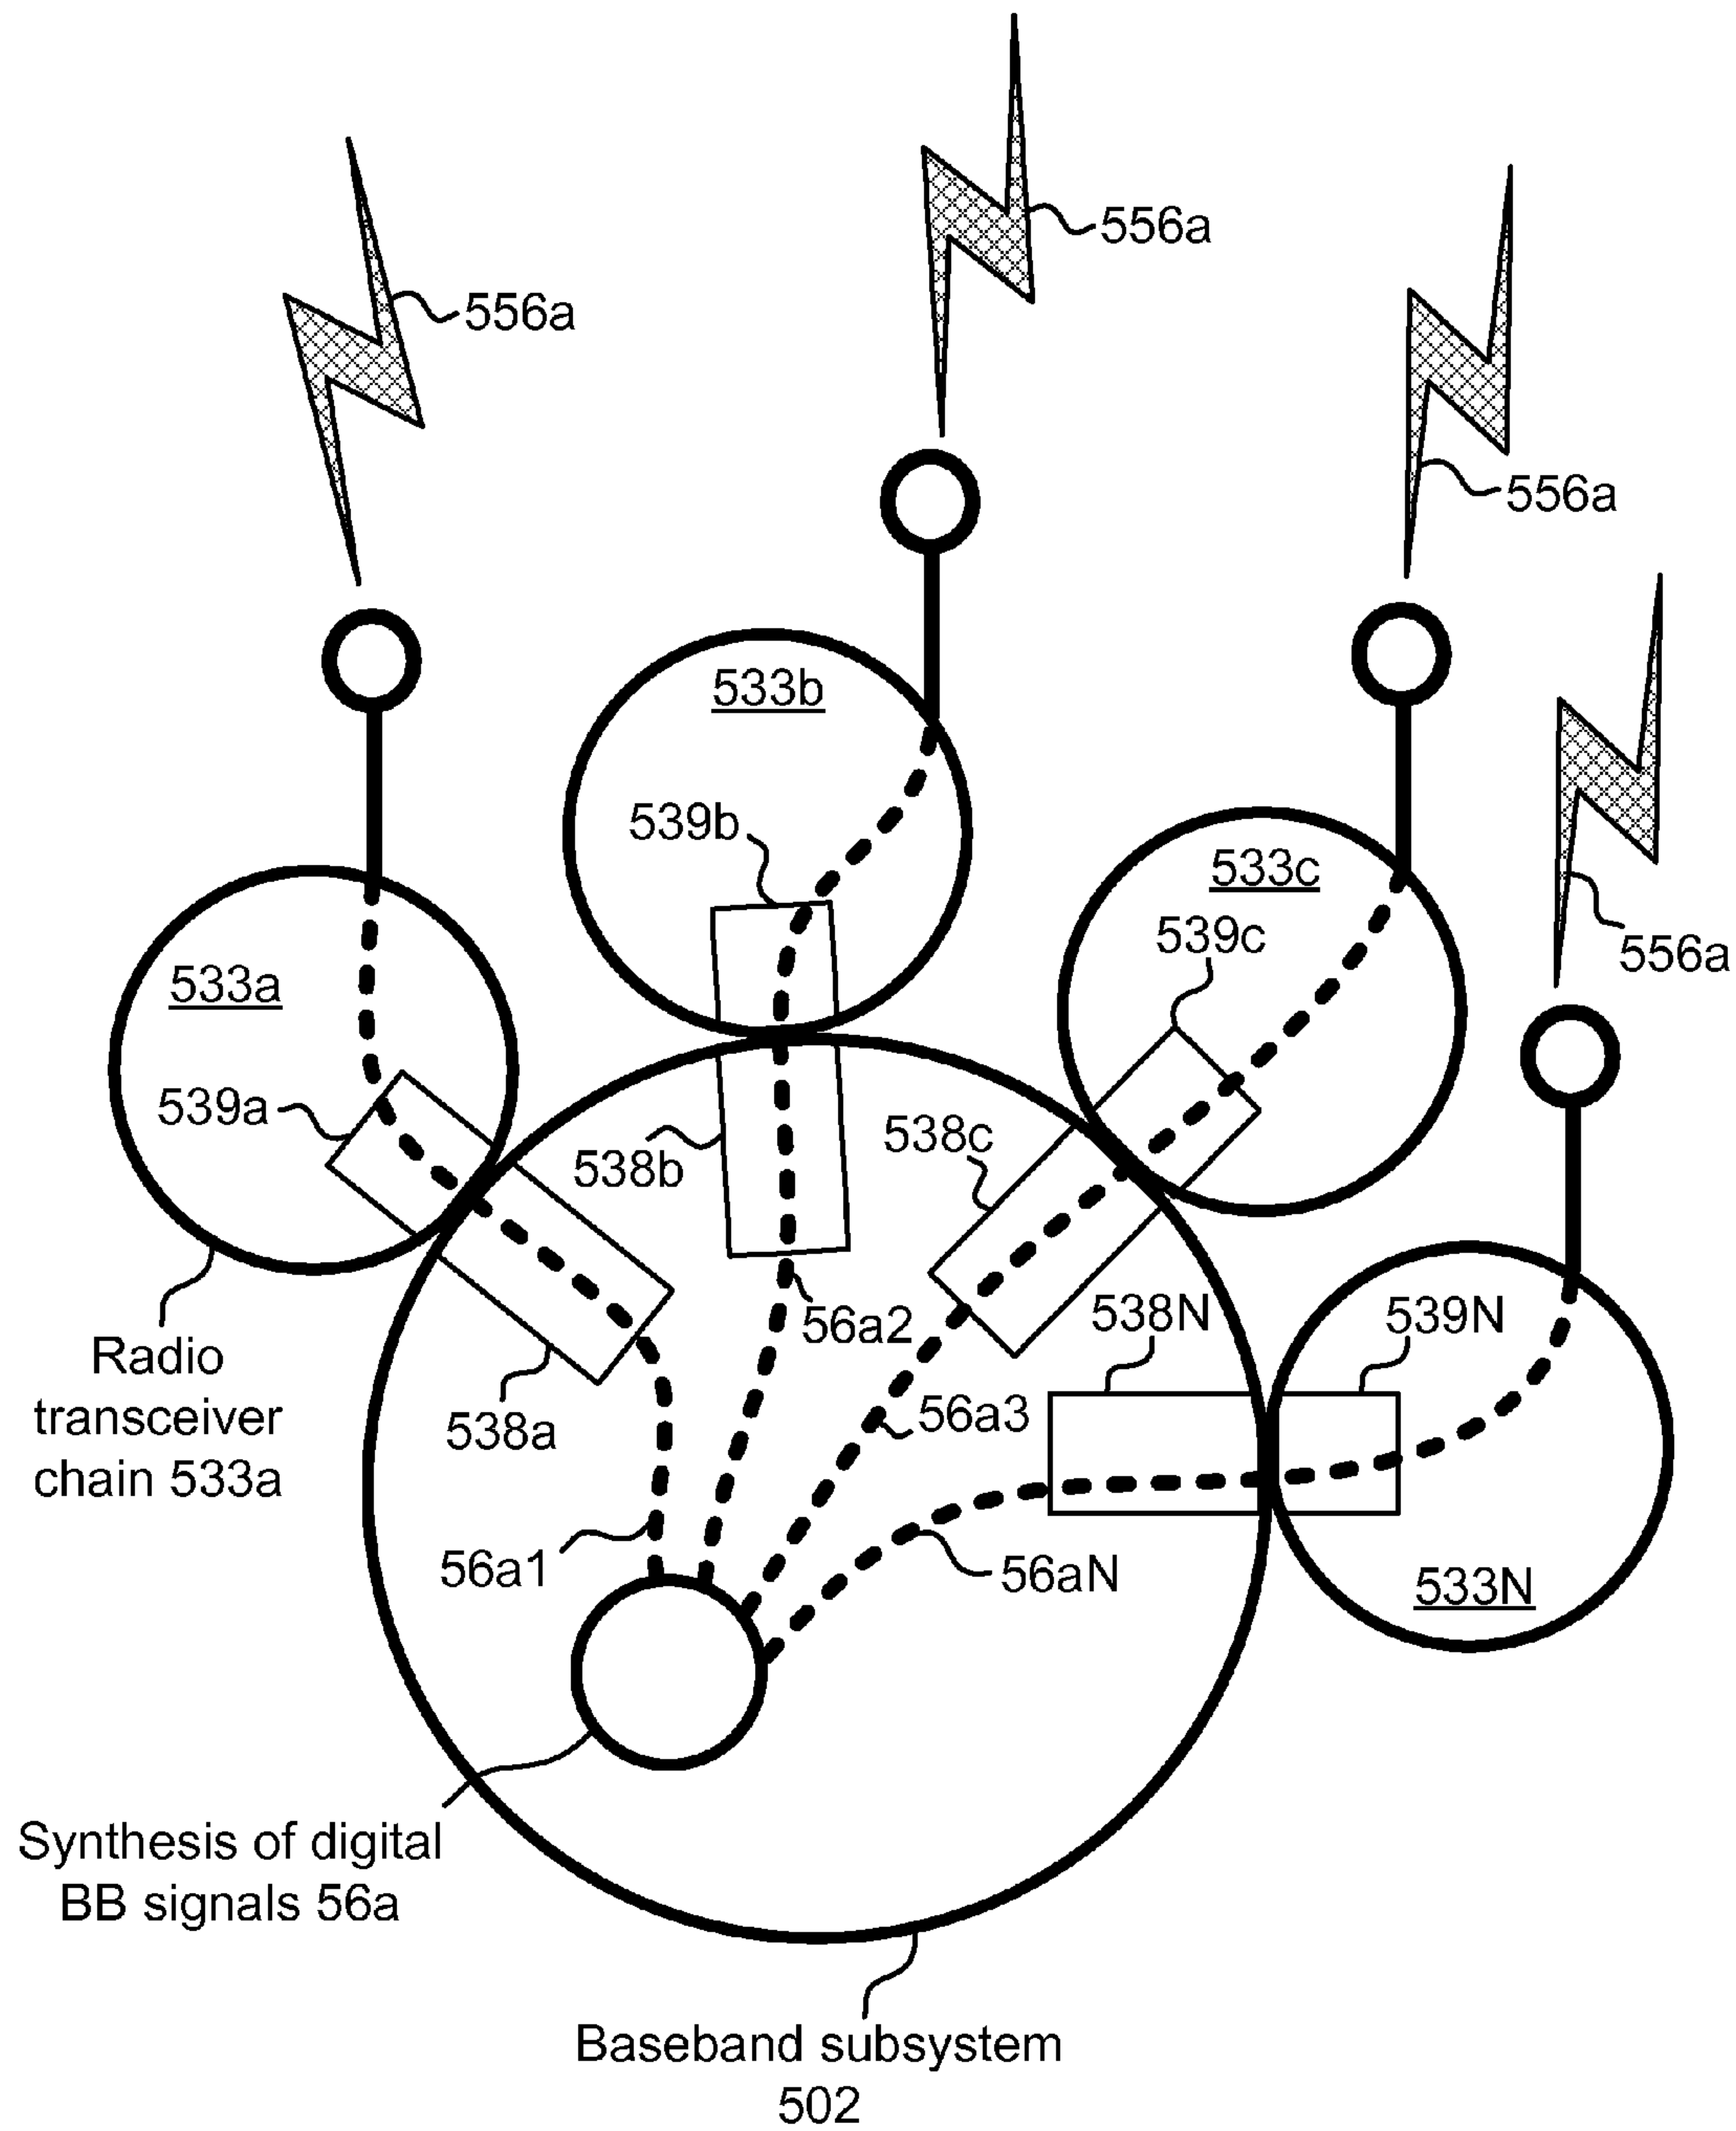 556a
556a
556a
556a
533b
539b
533c
539c
533a
539a
538b
538c
56a2
538N
539N
Radio
transceiver
chain 533a
538a
56a3
56a1
56aN
533N
Synthesis of digital
BB signals 56a
Baseband subsystem
502